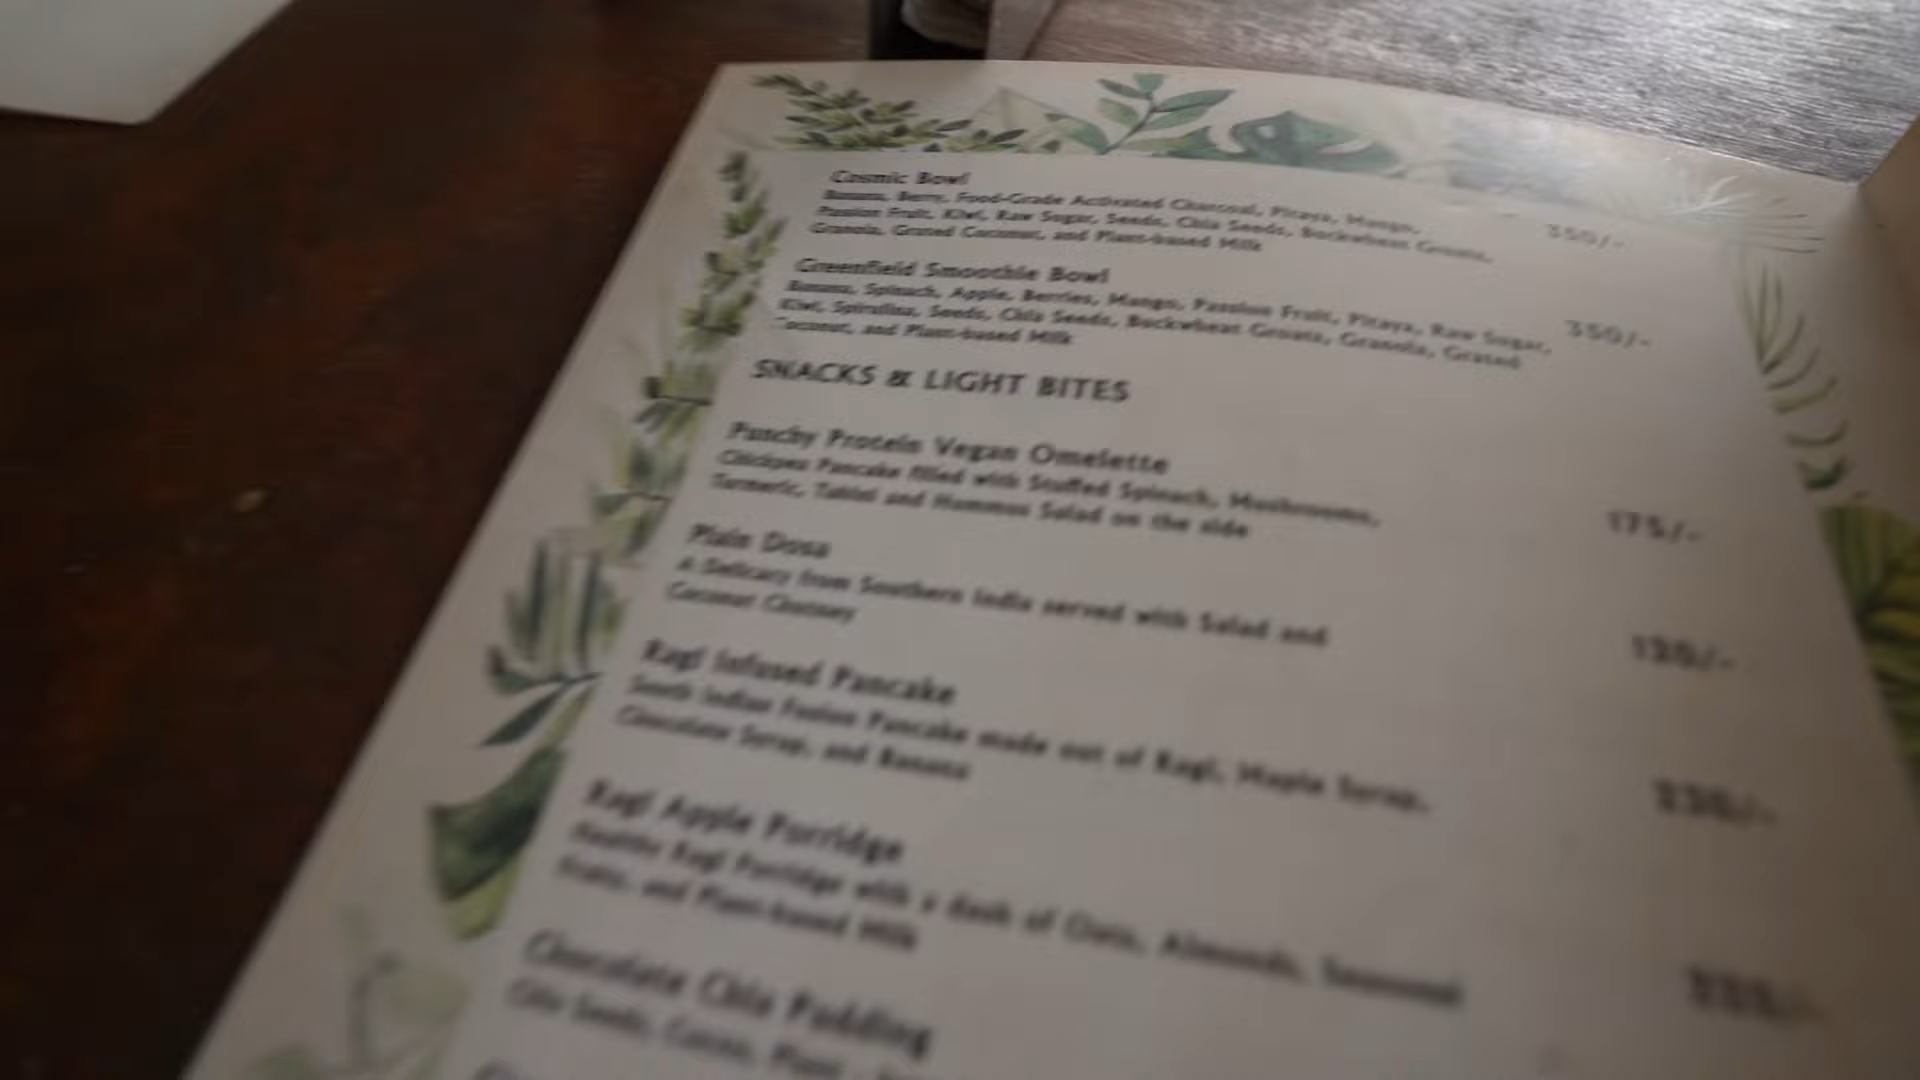 Cosmic Bowl
Banana, Berry, Food-Grade Activated Charcoal, Pitaya, Mango,
Passion Fruit, Kiwi, Raw Sugar, Seeds, Chia Seeds, Buckwheat Groats,
Granola, Grated Coconut, and Plant-based Milk
350/-
Greenfield Smoothie Bowl
Banana, Spinach, Apple, Berries, Mango, Passion Fruit, Pitaya, Raw Sugar,
Kiwi, Spirulina, Seeds, Chia Seeds, Buckwheat Groats, Granola, Grated
Coconut, and Plant-based Milk
350/-
SNACKS & LIGHT BITES
Punchy Protein Vegan Omelette
Chickpea Pancake filled with Stuffed Spinach, Mushrooms,
Turmeric, Tahini and Hummus Salad on the side
175/-
Plain Dosa
A Delicacy from Southern India served with Salad and
Coconut Chutney
120/-
Ragi Infused Pancake
South Indian Fusion Pancake made out of Ragi, Maple Syrup,
Chocolate Syrup, and Banana
Ragi Apple Porridge
Healthy Ragi Porridge with a dash of Oats, Almonds, Seasonal
Fruits, and Plant-based Milk
Chocolate Chia Pudding
Chia Seeds, Cocoa, Plant